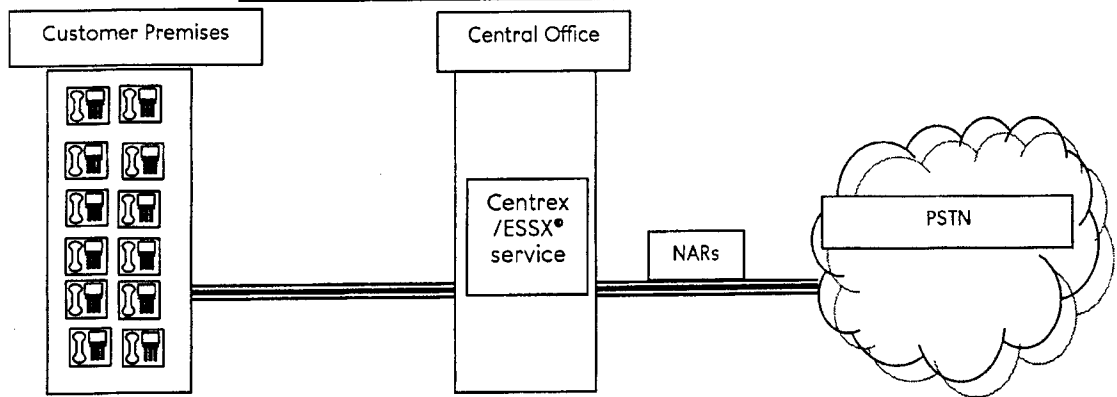 Customer Premises
Central Office
Centrex
/ESSX®
service
NARs
PSTN